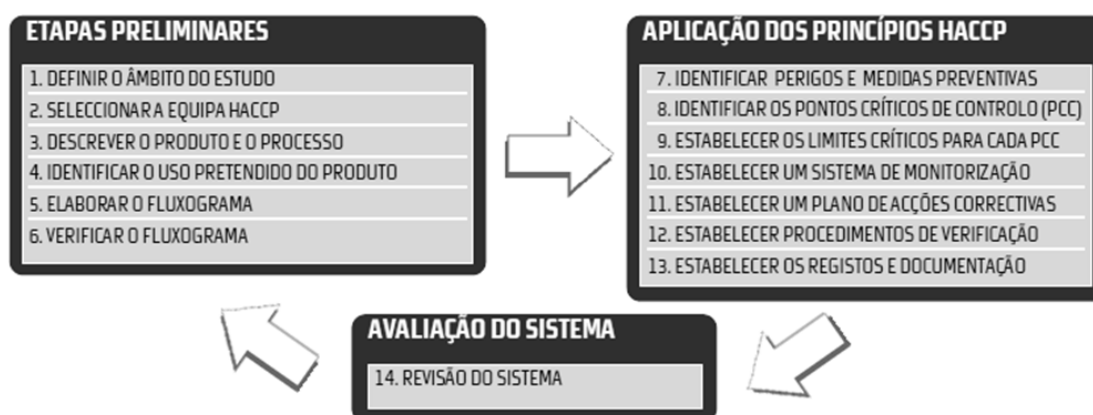 ETAPAS PRELIMINARES
1. DEFINIR O ÂMBITO DO ESTUDO
2. SELECCIONAR A EQUIPA HACCP
3. DESCREVER O PRODUTO E O PROCESSO
4. IDENTIFICAR O USO PRETENDIDO DO PRODUTO
5. ELABORAR O FLUXOGRAMA
6. VERIFICAR O FLUXOGRAMA
APLICAÇÃO DOS PRINCÍPIOS HACCP
7. IDENTIFICAR PERIGOS E MEDIDAS PREVENTIVAS
8. IDENTIFICAR OS PONTOS CRÍTICOS DE CONTROLO (PCC)
9. ESTABELECER OS LIMITES CRÍTICOS PARA CADA PCC
10. ESTABELECER UM SISTEMA DE MONITORIZAÇÃO
11. ESTABELECER UM PLANO DE ACÇÕES CORRECTIVAS
12. ESTABELECER PROCEDIMENTOS DE VERIFICAÇÃO
13. ESTABELECER OS REGISTOS E DOCUMENTAÇÃO
AVALIAÇÃO DO SISTEMA
14. REVISÃO DO SISTEMA